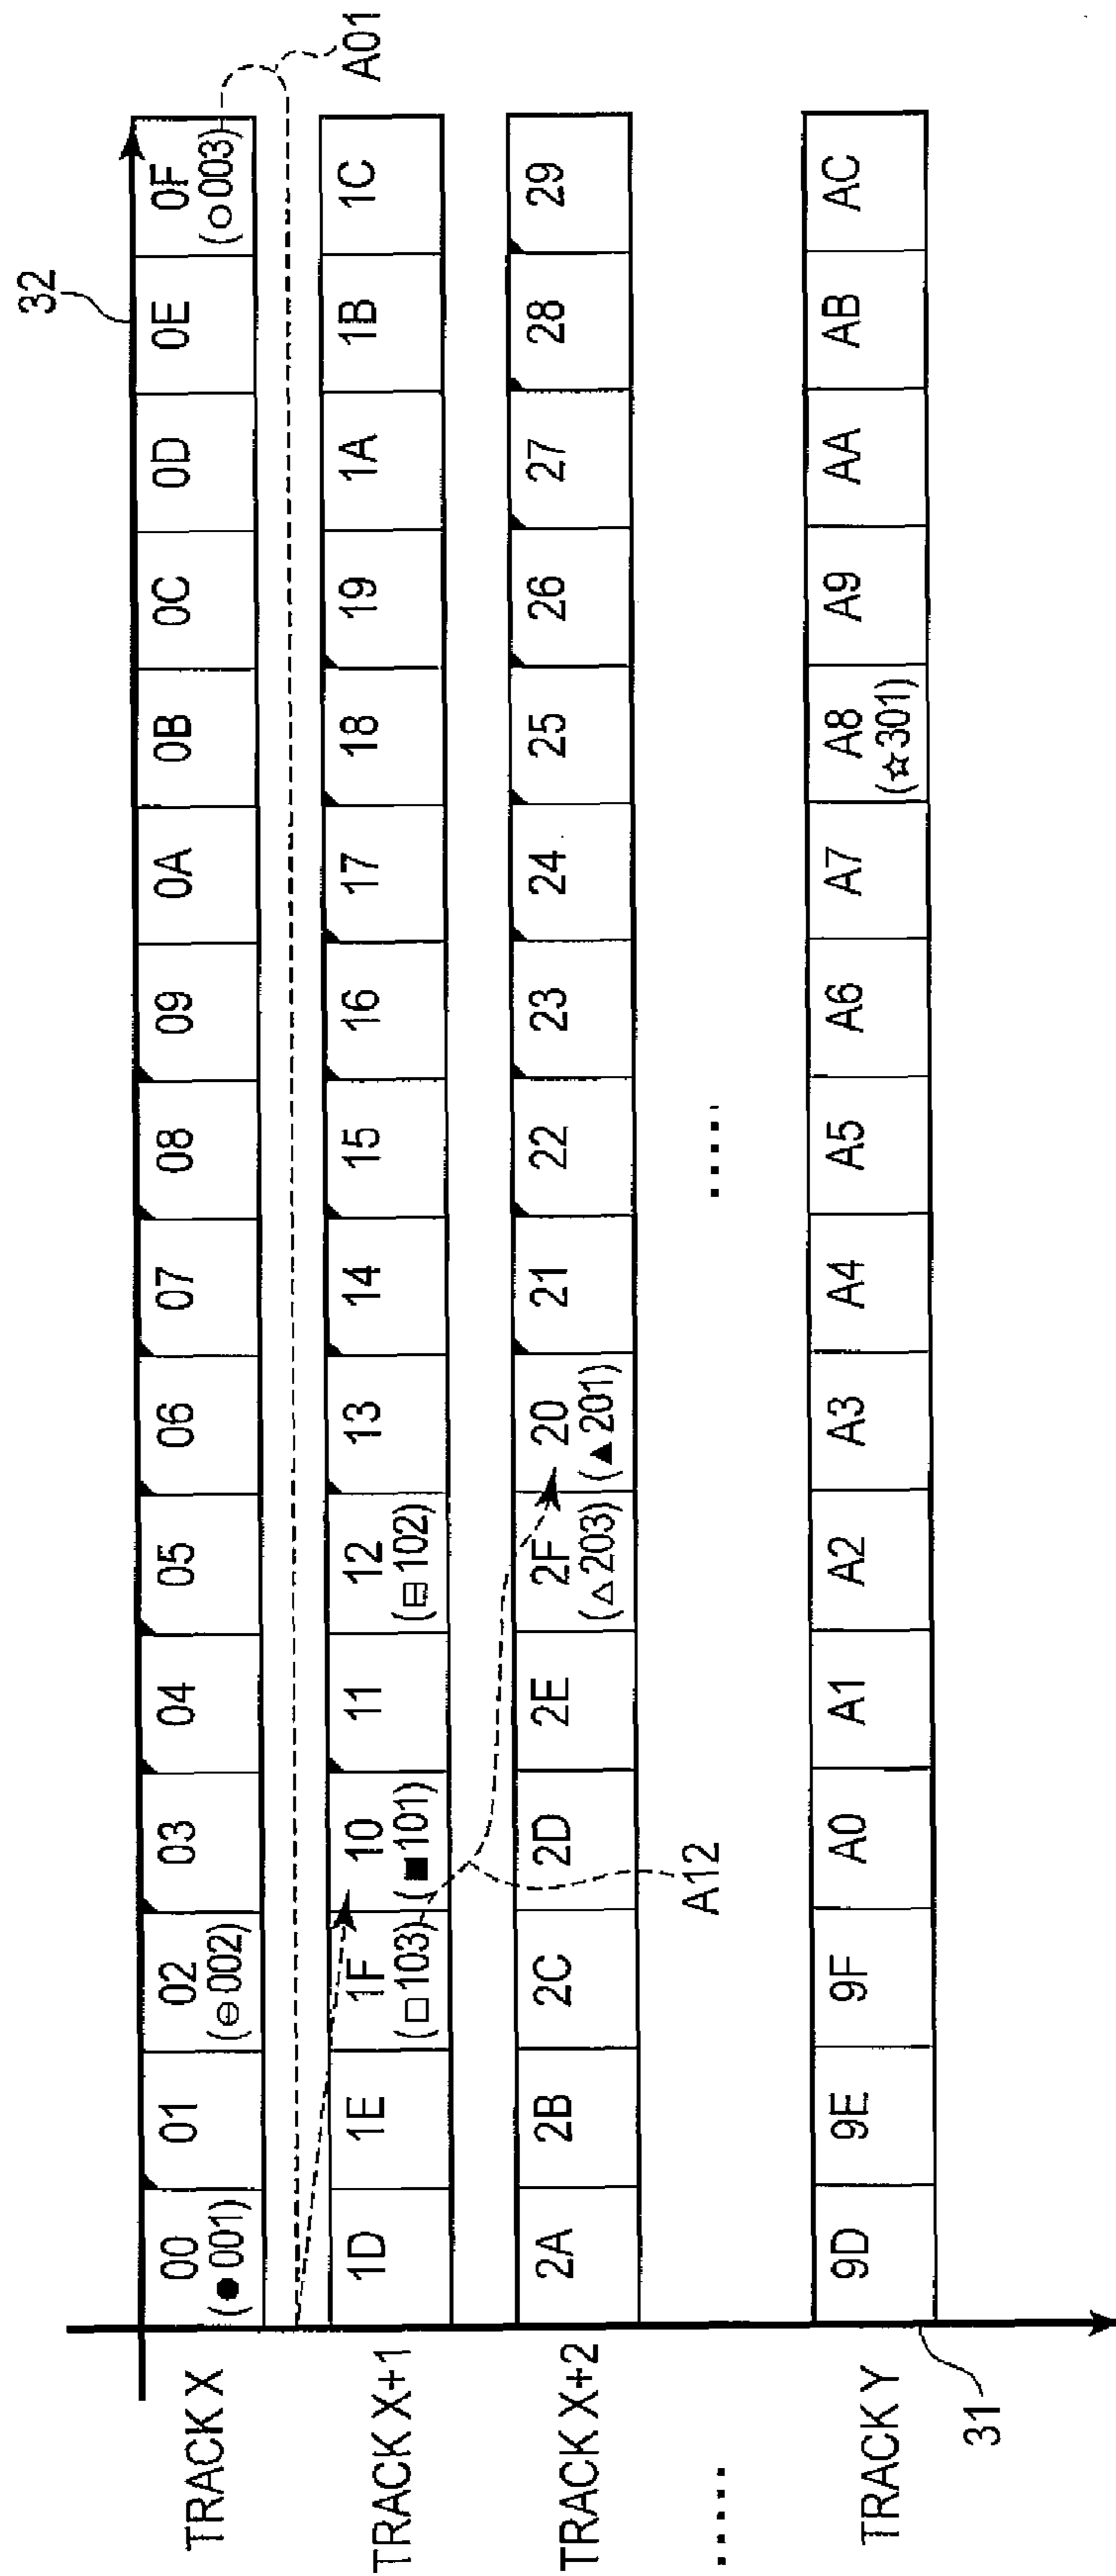 32
A01
TRACK X
00 01 02 03 04 05 06 07 08 09 0A 0B 0C 0D 0E 0F
(●001) (⊖002) (○003)
TRACK X+1
1D 1E 1F 10 11 12 13 14 15 16 17 18 19 1A 1B 1C
(□103) (■101) (⊟102)
TRACK X+2
2A 2B 2C 2D 2E 2F 20 21 22 23 24 25 26 27 28 29
(△203) (▲201)
A12
..... .....
TRACK Y
9D 9E 9F A0 A1 A2 A3 A4 A5 A6 A7 A8 A9 AA AB AC
(☆301)
31